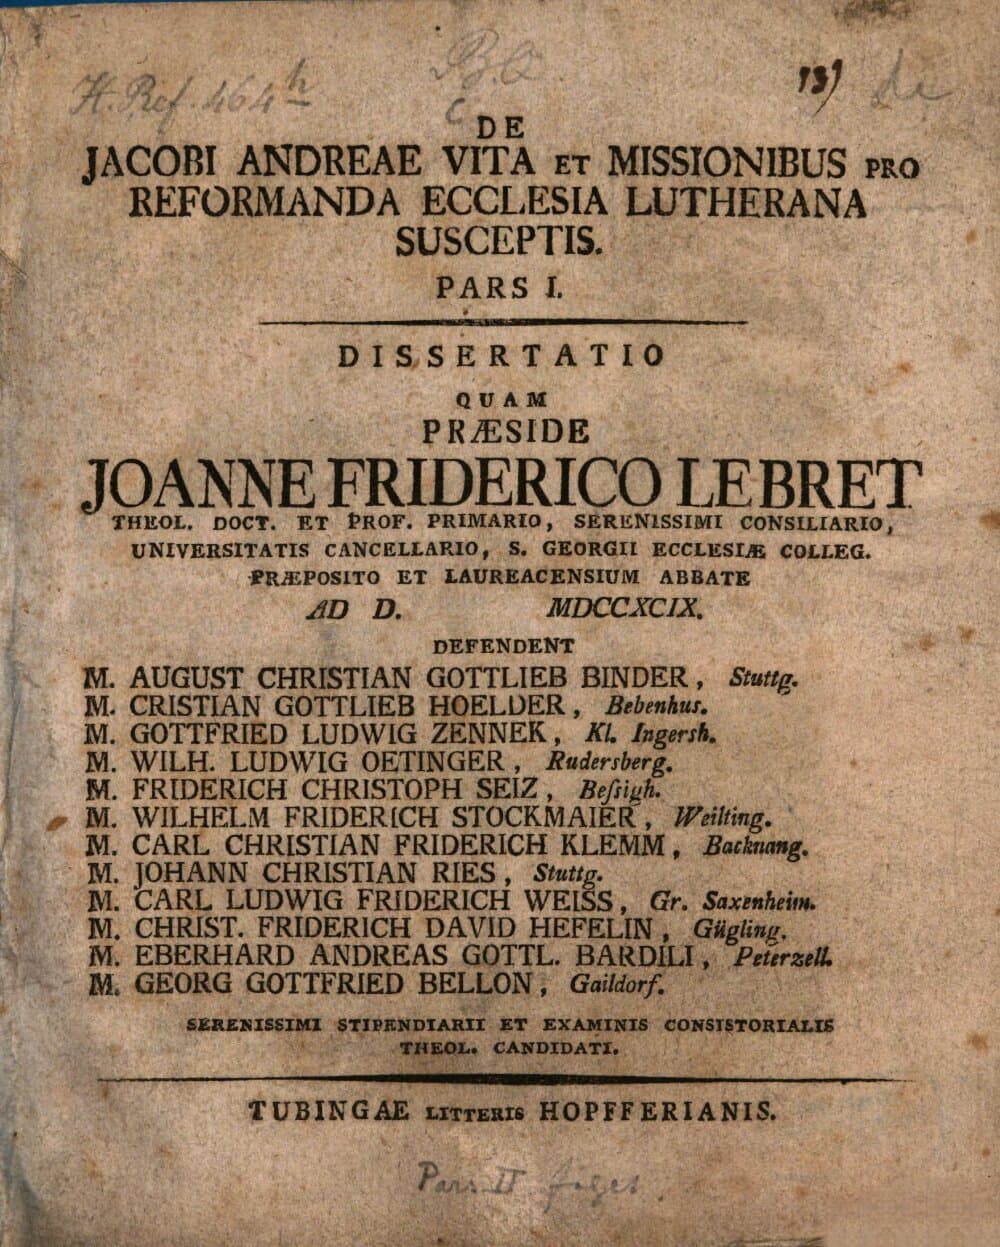 H. Ref. 464 h
139
DE
JACOBI ANDREAE VITA ET MISSIONIBUS PRO
REFORMANDA ECCLESIA LUTHERANA
SUSCEPTIS.
PARS I.
DISSERTATIO
QUAM
PRÆSIDE
JOANNE FRIDERICO LEBRET
THEOL. DOCT. ET PROF. PRIMARIO, SERENISSIMI CONSILIARIO,
UNIVERSITATIS CANCELLARIO, S. GEORGII ECCLESIÆ COLLEG.
PRÆPOSITO ET LAUREACENSIUM ABBATE
AD D. MDCCXCIX.
DEFENDENT
M. AUGUST CHRISTIAN GOTTLIEB BINDER, Stuttg.
M. CRISTIAN GOTTLIEB HOELDER, Bebenhus.
M. GOTTFRIED LUDWIG ZENNEK, Kl. Ingersh.
M. WILH. LUDWIG OETINGER, Rudersberg.
M. FRIDERICH CHRISTOPH SEIZ, Beſsigh.
M. WILHELM FRIDERICH STOCKMAIER, Weilting.
M. CARL CHRISTIAN FRIDERICH KLEMM, Backnang.
M. JOHANN CHRISTIAN RIES, Stuttg.
M. CARL LUDWIG FRIDERICH WEISS, Gr. Saxenheim.
M. CHRIST. FRIDERICH DAVID HEFELIN, Gügling.
M. EBERHARD ANDREAS GOTTL. BARDILI, Peterzell.
M. GEORG GOTTFRIED BELLON, Gaildorf.
SERENISSIMI STIPENDIARII ET EXAMINIS CONSISTORIALIS
THEOL. CANDIDATI.
TUBINGAE LITTERIS HOPFFERIANIS.
Pars II